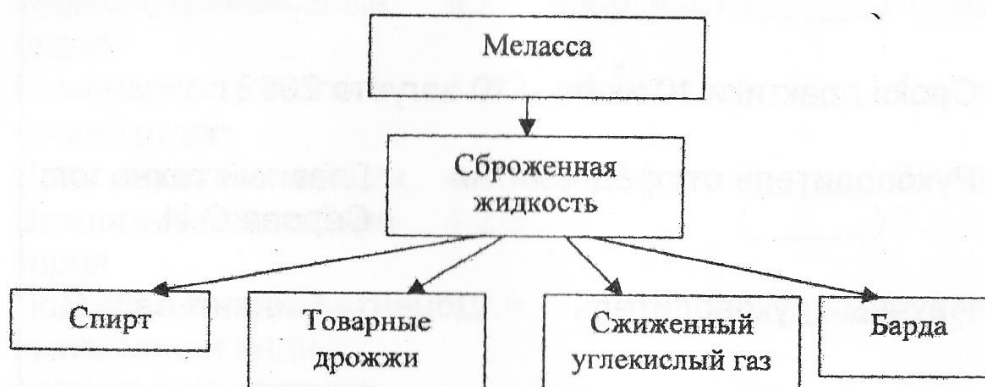 Меласса
Сброженная
жидкость
Спирт
Товарные
дрожжи
Сжиженный
углекислый газ
Барда